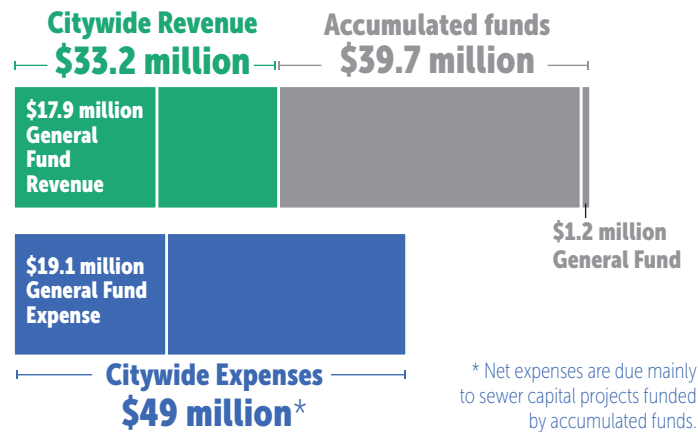 Citywide Revenue
$33.2 million
Accumulated funds
$39.7 million
$17.9 million
General
Fund
Revenue
$1.2 million
General Fund
$19.1 million
General Fund
Expense
Citywide Expenses
$49 million*
* Net expenses are due mainly
to sewer capital projects funded
by accumulated funds.